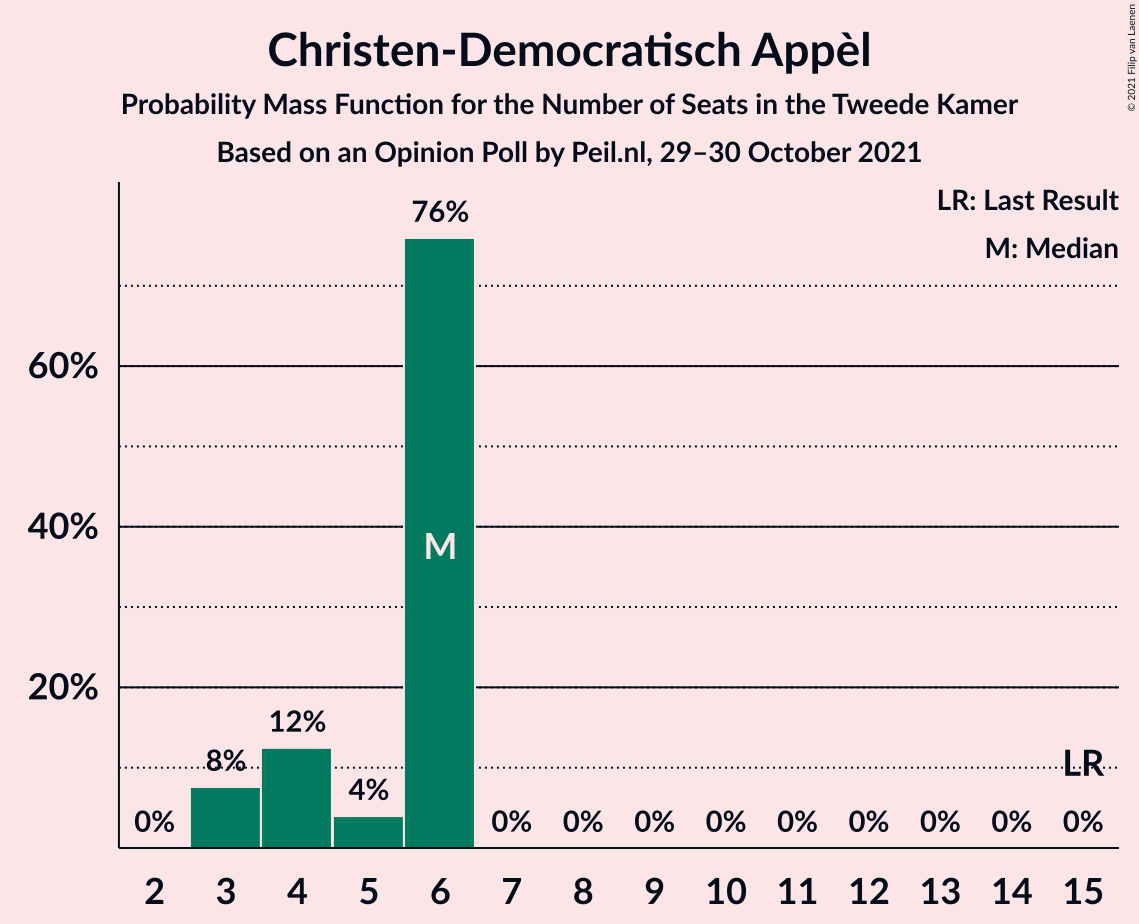 Christen-Democratisch Appèl
Probability Mass Function for the Number of Seats in the Tweede Kamer
Based on an Opinion Poll by Peil.nl, 29–30 October 2021
© 2021 Filip van Laenen
LR: Last Result
M: Median
76%
60%
40%
M
20%
12%
8%
LR
4%
0% 0% 0% 0% 0% 0% 0% 0% 0% 0%
2 3 4 5 6 7 8 9 10 11 12 13 14 15